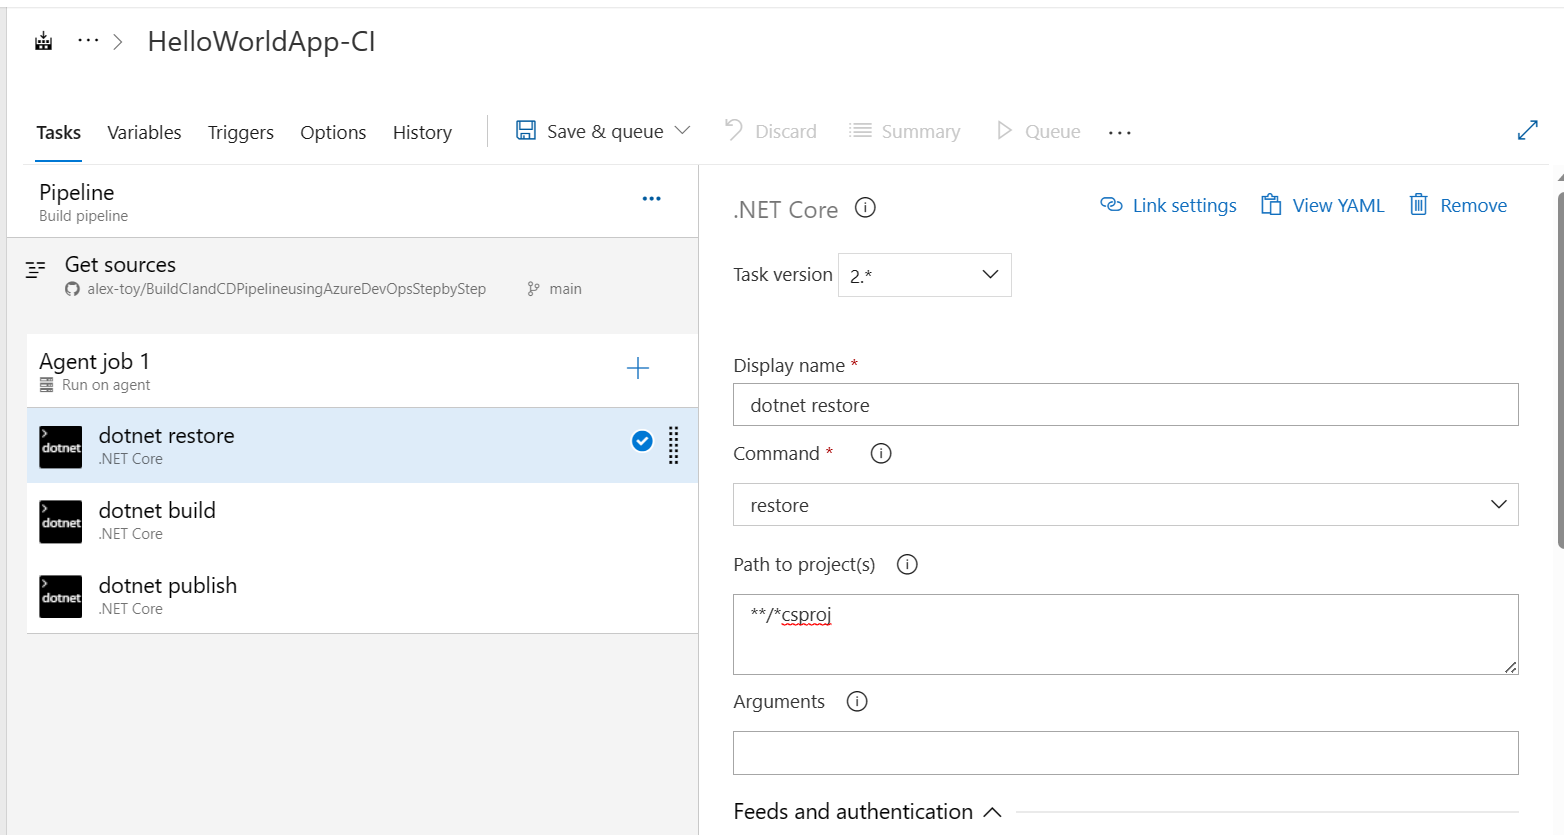 ··· > HelloWorldApp-CI
Tasks Variables Triggers Options History Save & queue Discard Summary Queue ···
Pipeline ···
Build pipeline
Get sources
alex-toy/BuildCIandCDPipelineusingAzureDevOpsStepbyStep main
Agent job 1
Run on agent
dotnet
dotnet restore
.NET Core
dotnet
dotnet build
.NET Core
dotnet
dotnet publish
.NET Core
.NET Core Link settings View YAML Remove
Task version 2.*
Display name *
dotnet restore
Command *
restore
Path to project(s)
**/*csproj
Arguments
Feeds and authentication